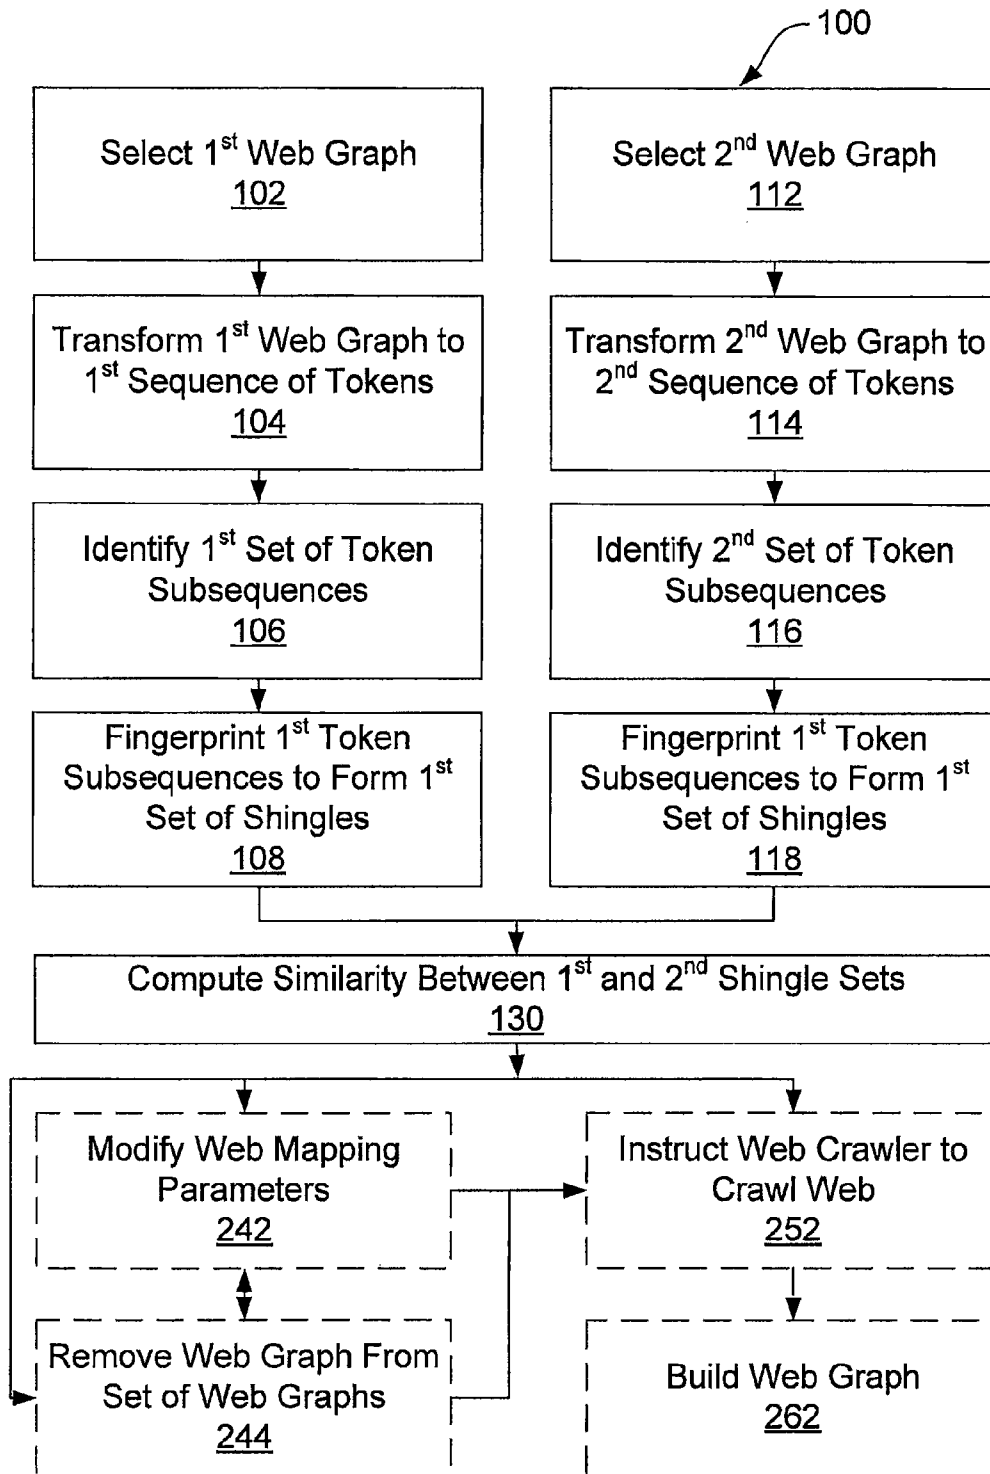 100
Select 1st Web Graph
102
Select 2nd Web Graph
112
Transform 1st Web Graph to
1st Sequence of Tokens
104
Transform 2nd Web Graph to
2nd Sequence of Tokens
114
Identify 1st Set of Token
Subsequences
106
Identify 2nd Set of Token
Subsequences
116
Fingerprint 1st Token
Subsequences to Form 1st
Set of Shingles
108
Fingerprint 1st Token
Subsequences to Form 1st
Set of Shingles
118
Compute Similarity Between 1st and 2nd Shingle Sets
130
Modify Web Mapping
Parameters
242
Instruct Web Crawler to
Crawl Web
252
Remove Web Graph From
Set of Web Graphs
244
Build Web Graph
262